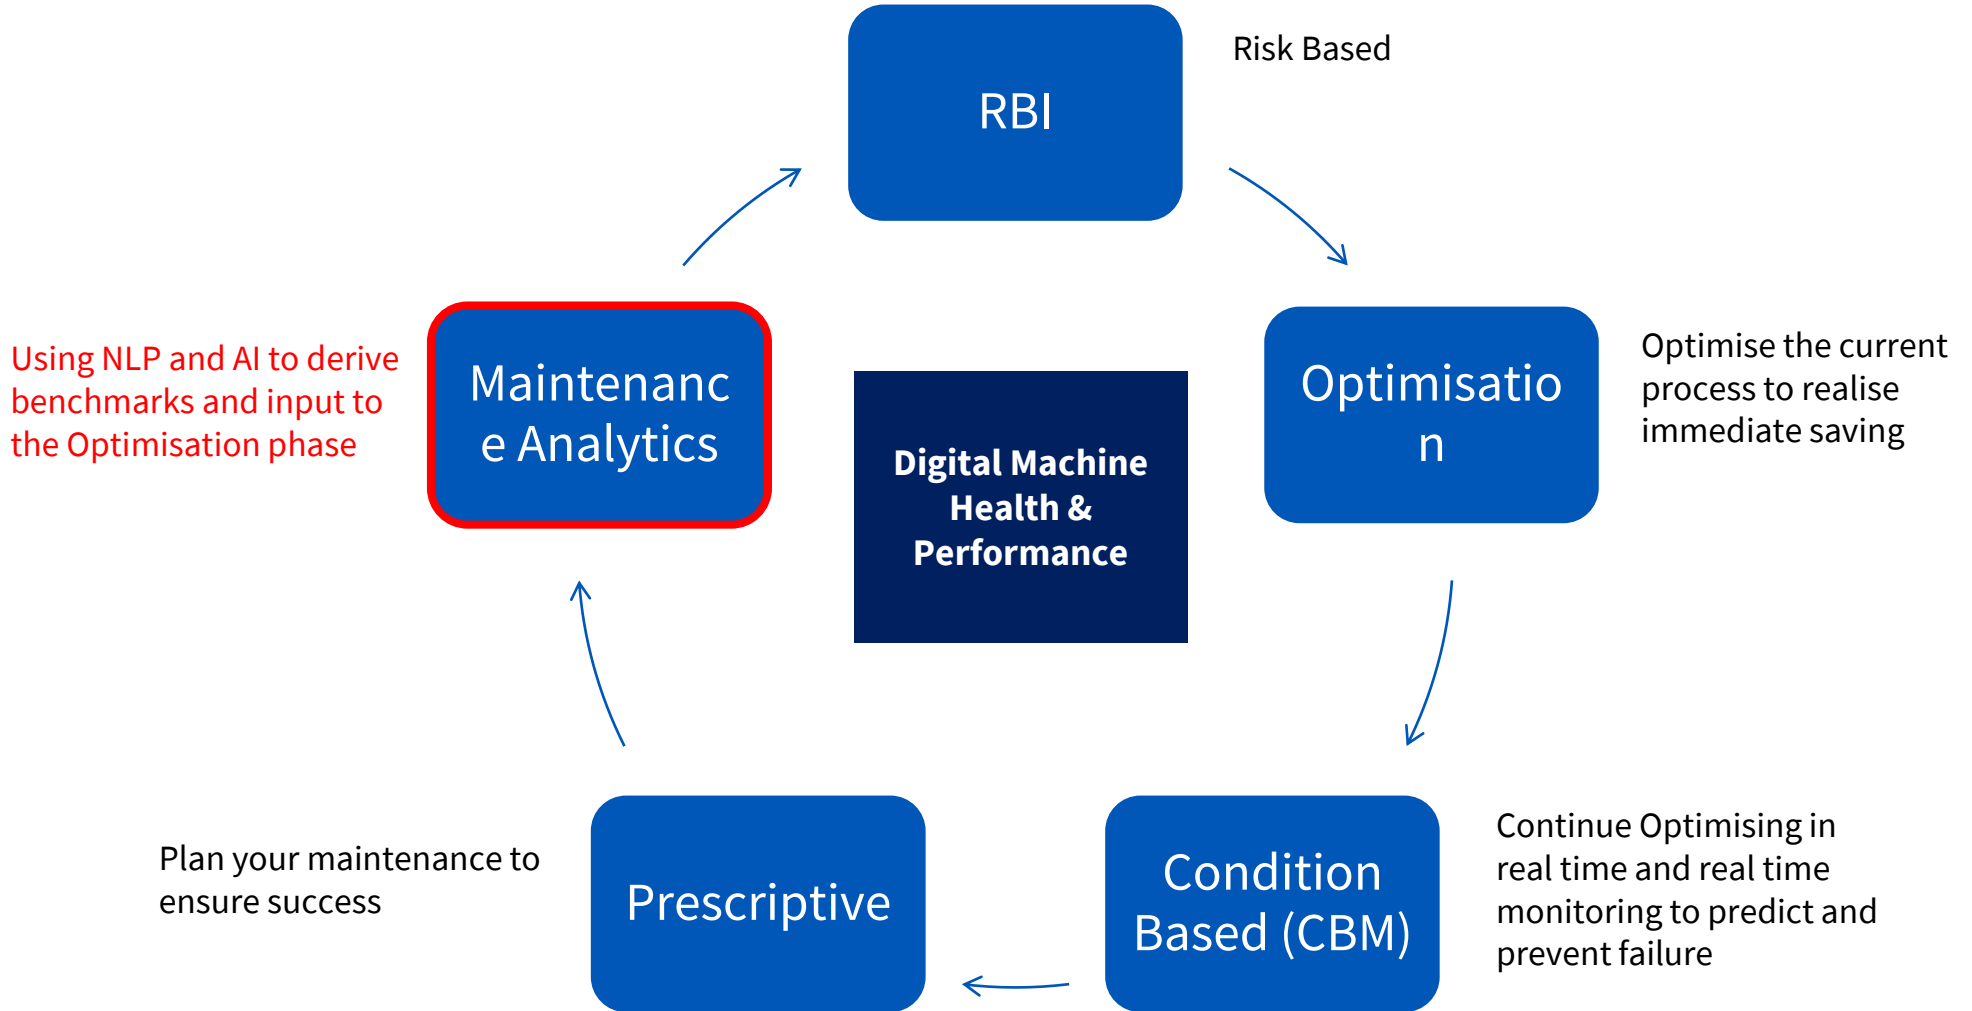 RBI
Risk Based
Optimisatio
n
Optimise the current
process to realise
immediate saving
Condition
Based (CBM)
Continue Optimising in
real time and real time
monitoring to predict and
prevent failure
Prescriptive
Plan your maintenance to
ensure success
Maintenanc
e Analytics
Using NLP and AI to derive
benchmarks and input to
the Optimisation phase
Digital Machine
Health &
Performance